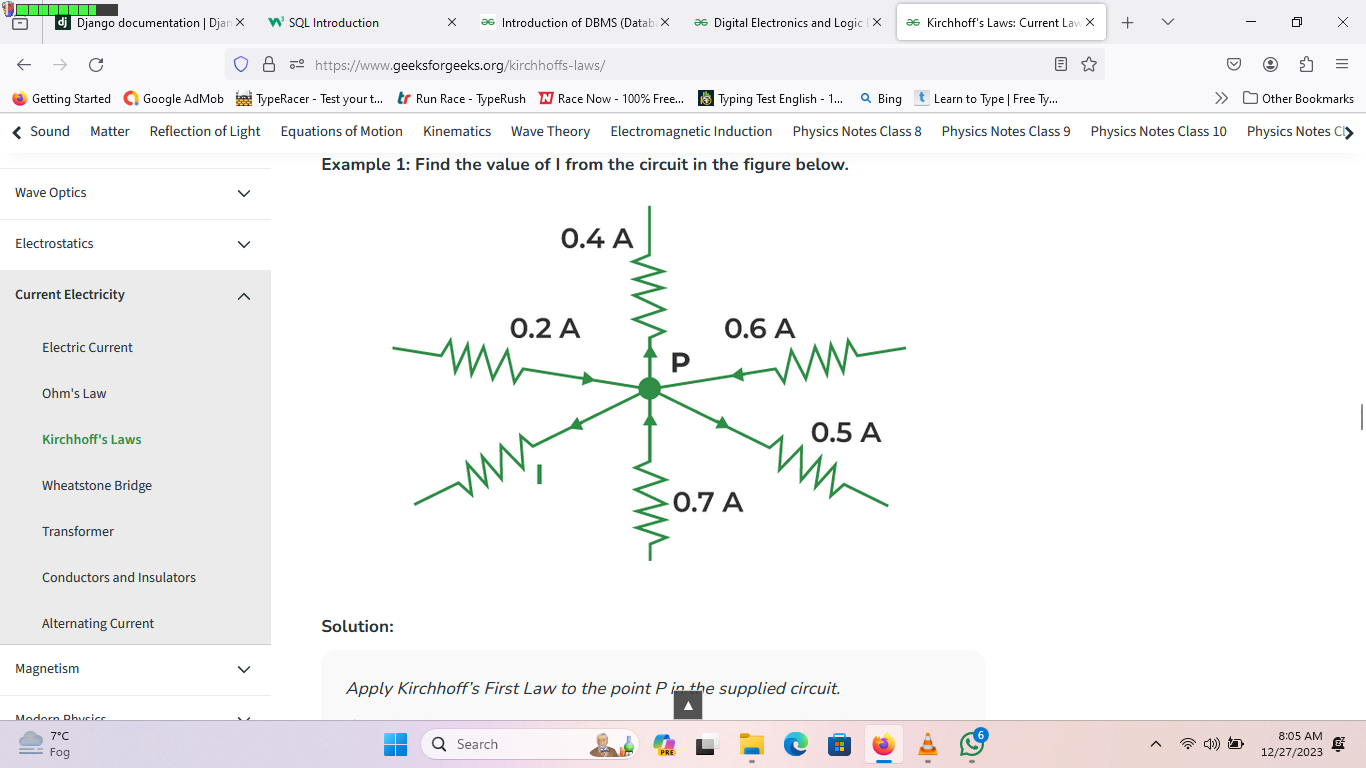 Django documentation | Djan
SQL Introduction
Introduction of DBMS (Databa
Digital Electronics and Logic D
Kirchhoff's Laws: Current Law
https://www.geeksforgeeks.org/kirchhoffs-laws/
Getting Started
Google AdMob
TypeRacer - Test your t...
Run Race - TypeRush
Race Now - 100% Free...
Typing Test English - 1...
Bing
Learn to Type | Free Ty...
Other Bookmarks
Sound
Matter
Reflection of Light
Equations of Motion
Kinematics
Wave Theory
Electromagnetic Induction
Physics Notes Class 8
Physics Notes Class 9
Physics Notes Class 10
Physics Notes Cl
Wave Optics
Electrostatics
Current Electricity
Electric Current
Ohm's Law
Kirchhoff's Laws
Wheatstone Bridge
Transformer
Conductors and Insulators
Alternating Current
Magnetism
Modern Physics
Example 1: Find the value of I from the circuit in the figure below.
0.4 A
0.2 A
0.6 A
P
0.5 A
I
0.7 A
Solution:
Apply Kirchhoff's First Law to the point P in the supplied circuit.
7°C
Fog
Search
PRE
6
8:05 AM
12/27/2023